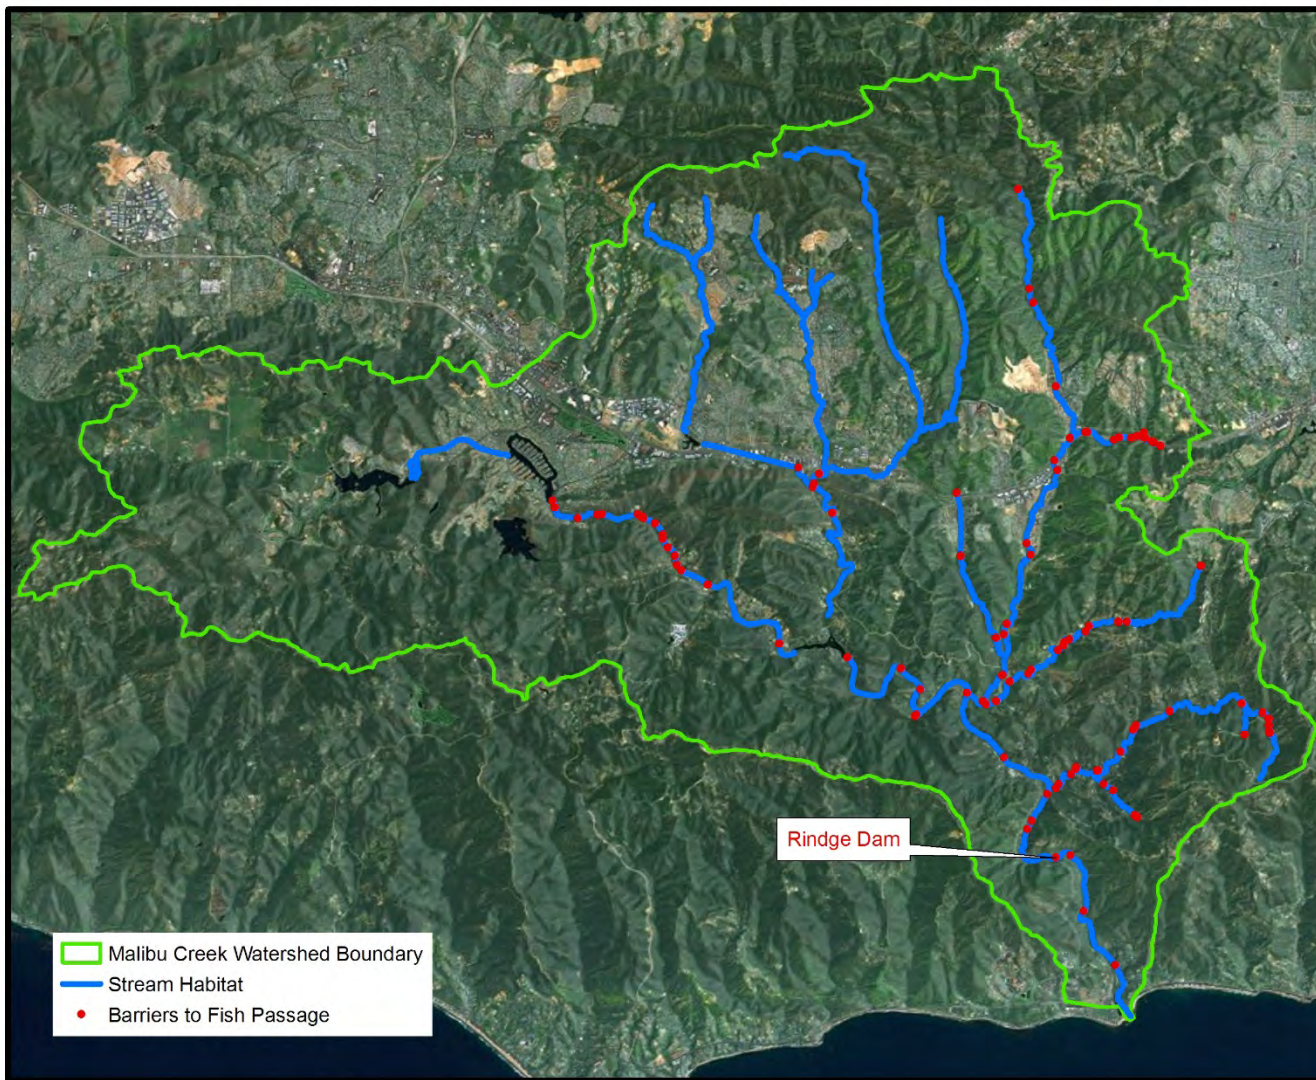 Rindge Dam
Malibu Creek Watershed Boundary
Stream Habitat
Barriers to Fish Passage